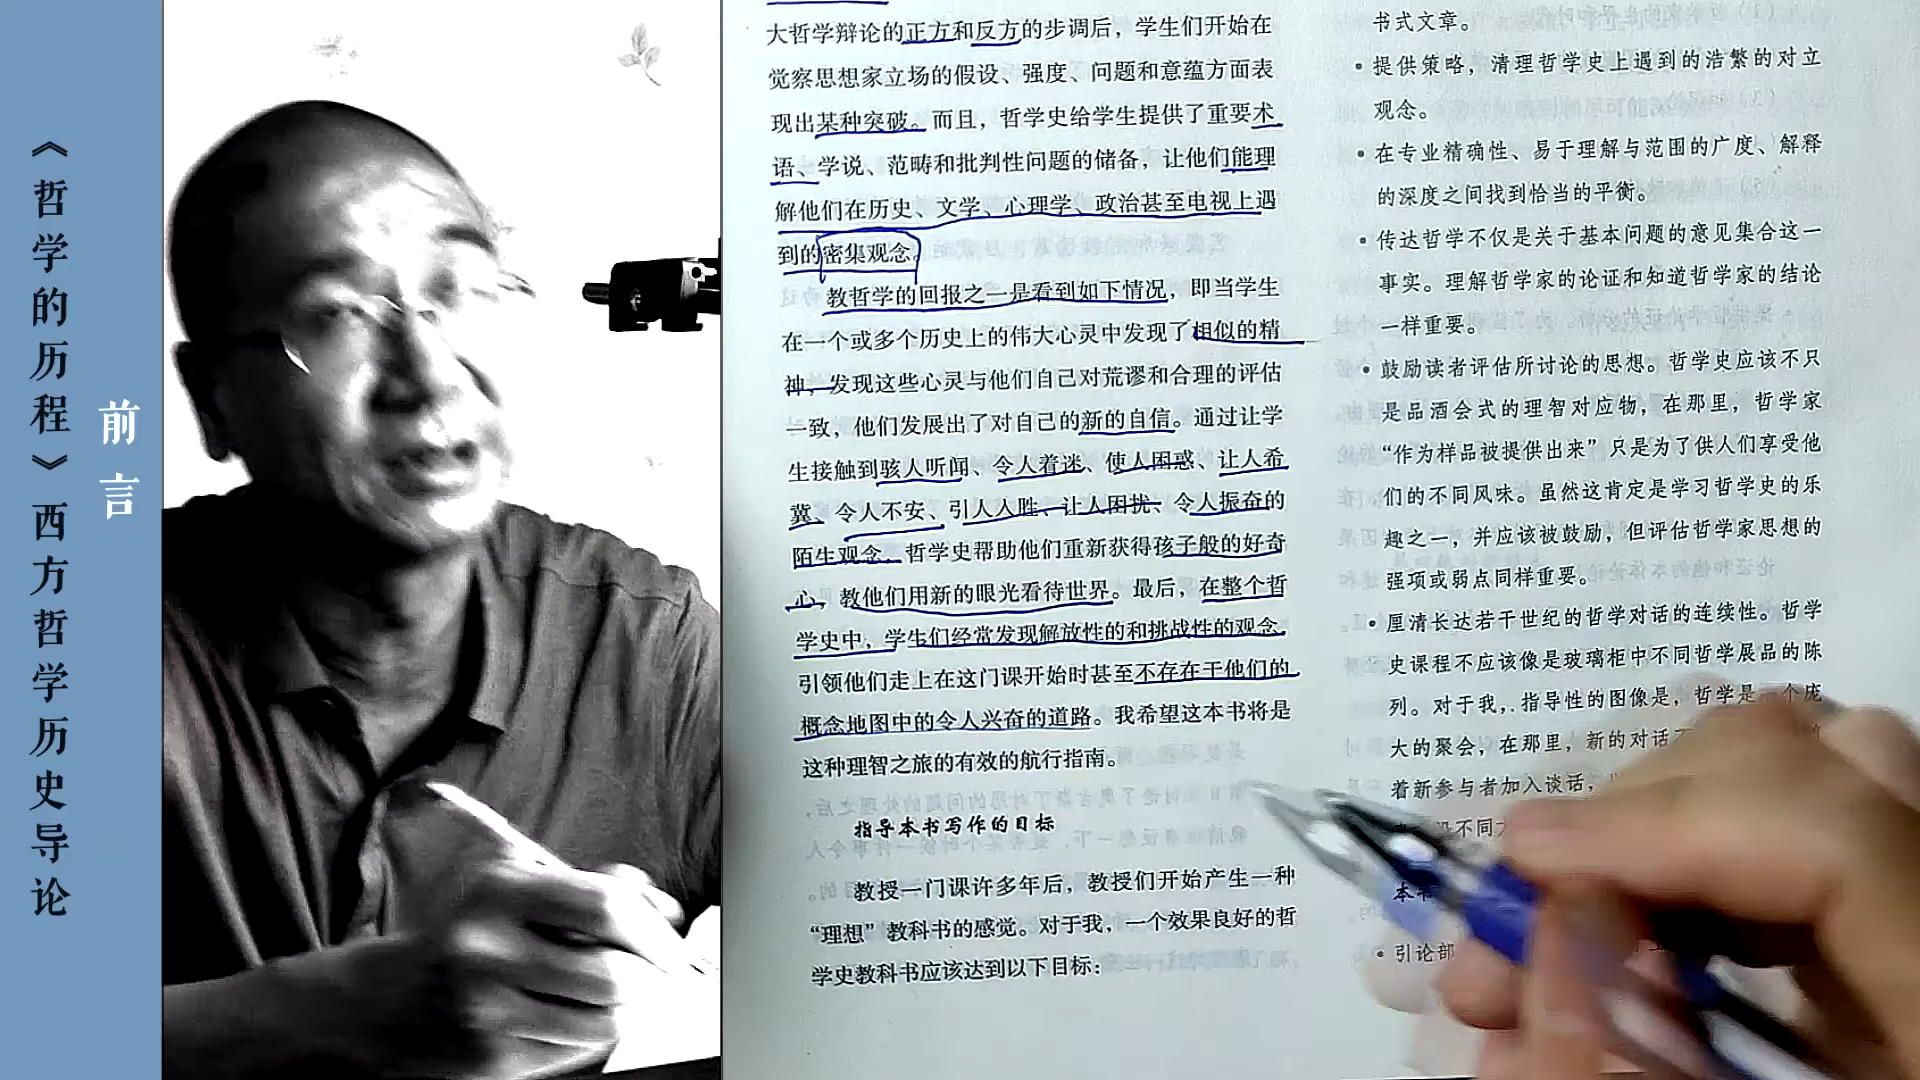 《哲学的历程》西方哲学历史导论
前言
大哲学辩论的正方和反方的步调后，学生们开始在
觉察思想家立场的假设、强度、问题和意蕴方面表
现出某种突破。而且，哲学史给学生提供了重要术
语、学说、范畴和批判性问题的储备，让他们能理
解他们在历史、文学、心理学、政治甚至电视上遇
到的密集观念。
教哲学的回报之一是看到如下情况，即当学生
在一个或多个历史上的伟大心灵中发现了相似的精
神，发现这些心灵与他们自己对荒谬和合理的评估
一致，他们发展出了对自己的新的自信。通过让学
生接触到骇人听闻、令人着迷、使人困惑、让人希
冀、令人不安、引人入胜、让人困扰、令人振奋的
陌生观念，哲学史帮助他们重新获得孩子般的好奇
心，教他们用新的眼光看待世界。最后，在整个哲
学史中，学生们经常发现解放性的和挑战性的观念，
引领他们走上在这门课开始时甚至不存在于他们的
概念地图中的令人兴奋的道路。我希望这本书将是
这种理智之旅的有效的航行指南。
指导本书写作的目标
教授一门课许多年后，教授们开始产生一种
“理想”教科书的感觉。对于我，一个效果良好的哲
学史教科书应该达到以下目标：
书式文章。
• 提供策略，清理哲学史上遇到的浩繁的对立
观念。
• 在专业精确性、易于理解与范围的广度、解释
的深度之间找到恰当的平衡。
• 传达哲学不仅是关于基本问题的意见集合这一
事实。理解哲学家的论证和知道哲学家的结论
一样重要。
• 鼓励读者评估所讨论的思想。哲学史应该不只
是品酒会式的理智对应物，在那里，哲学家
“作为样品被提供出来”只是为了供人们享受他
们的不同风味。虽然这肯定是学习哲学史的乐
趣之一，并应该被鼓励，但评估哲学家思想的
强项或弱点同样重要。
• 厘清长达若干世纪的哲学对话的连续性。哲学
史课程不应该像是玻璃柜中不同哲学展品的陈
列。对于我，指导性的图像是，哲学是一个庞
大的聚会，在那里，新的对话
着新参与者加入谈话，
不同
本书
• 引论部